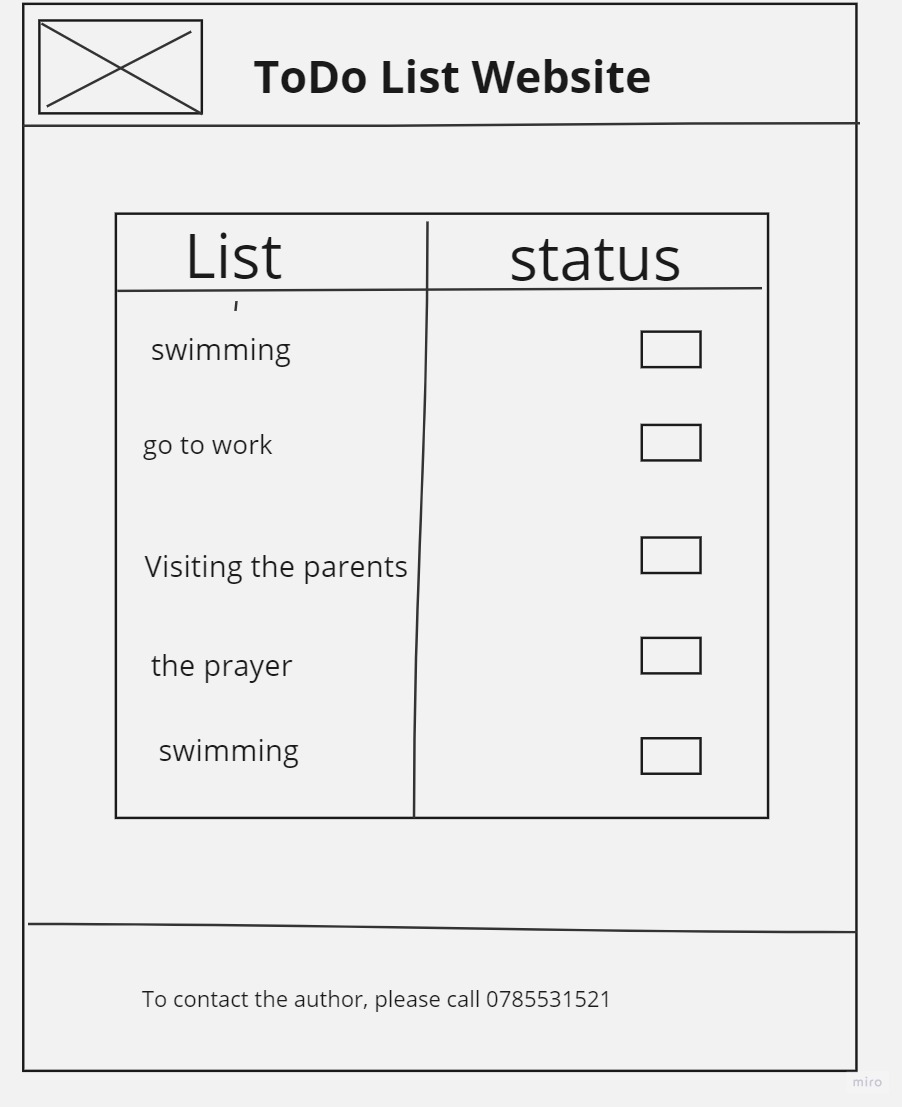 ToDo List Website
List
status
swimming
go to work
Visiting the parents
the prayer
swimming
To contact the author, please call 0785531521
miro